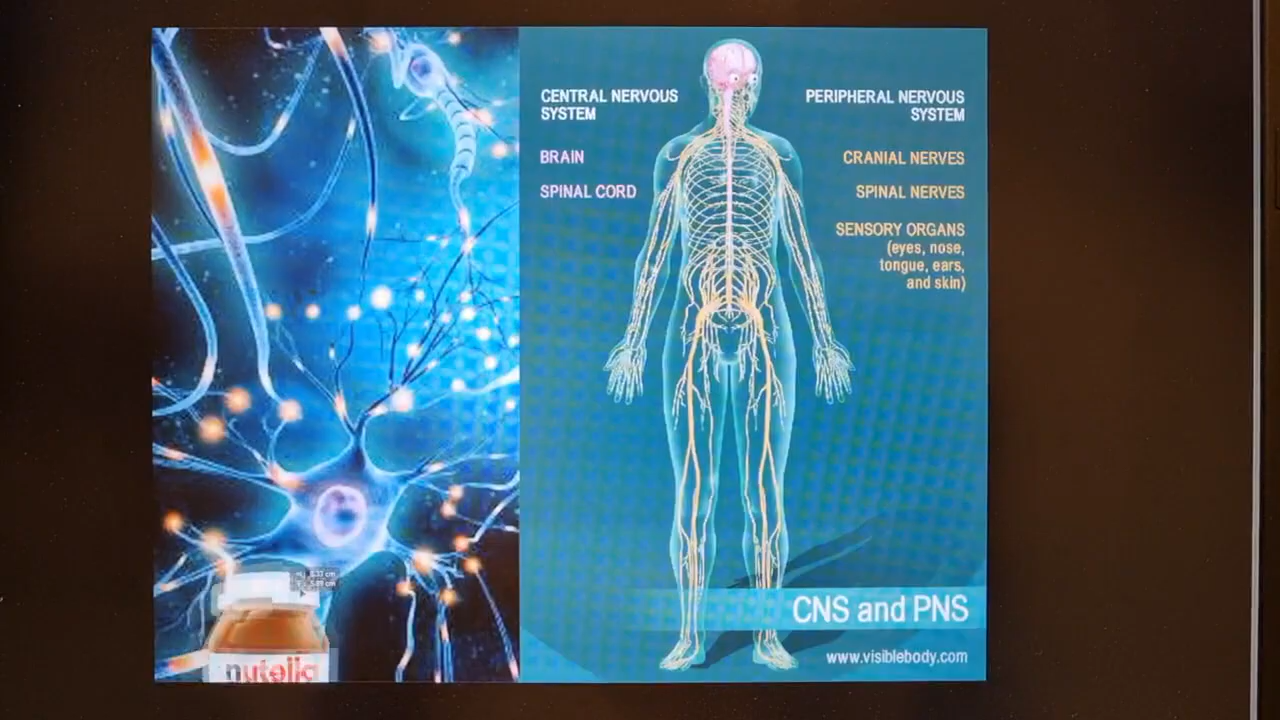 CENTRAL NERVOUS
SYSTEM
BRAIN
SPINAL CORD
PERIPHERAL NERVOUS
SYSTEM
CRANIAL NERVES
SPINAL NERVES
SENSORY ORGANS
(eyes, nose,
tongue, ears,
and skin)
CNS and PNS
www.visiblebody.com
nutella